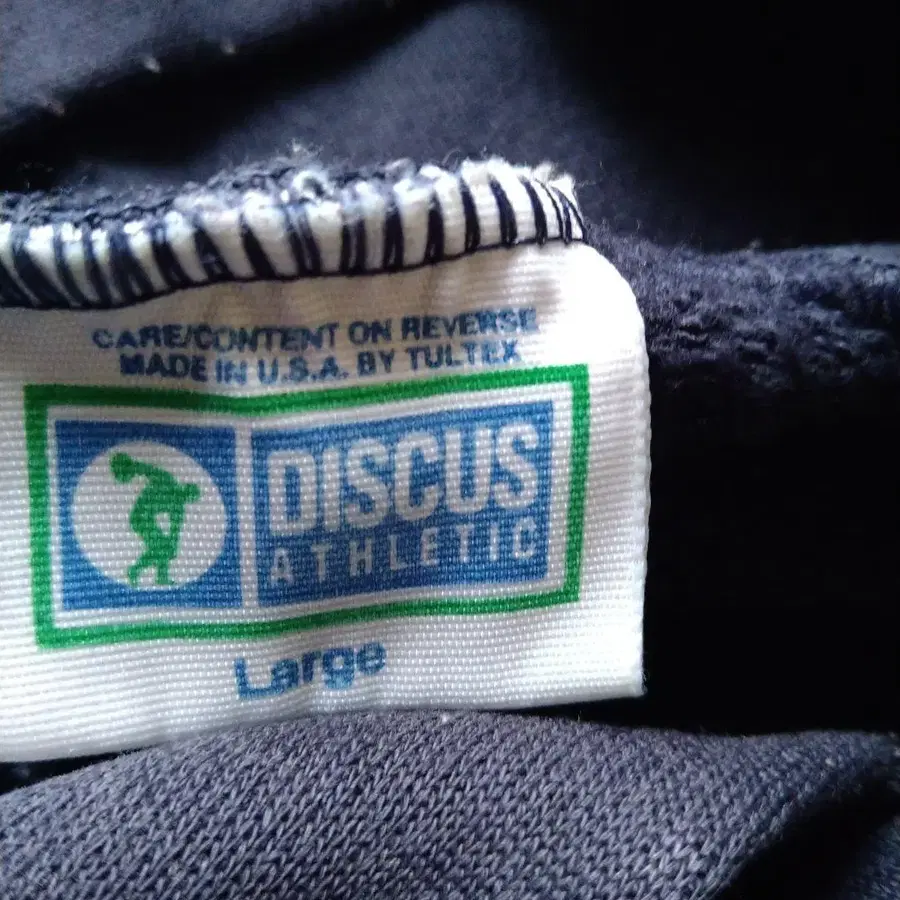 CARE/CONTENT ON REVERSE
MADE IN U.S.A. BY TULTEX
DISCUS
ATHLETIC
Large